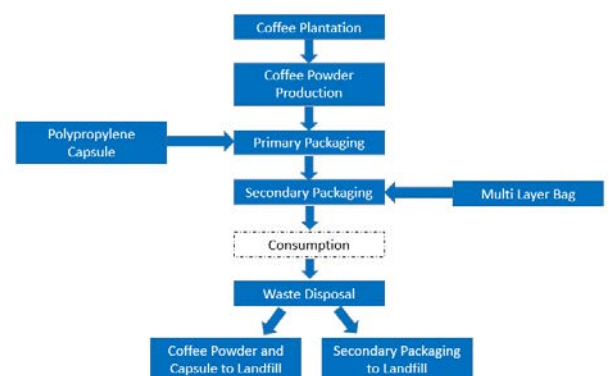 Coffee Plantation
Coffee Powder
Production
Polypropylene
Capsule
Primary Packaging
Secondary Packaging
Multi Layer Bag
Consumption
Waste Disposal
Coffee Powder and
Capsule to Landfill
Secondary Packaging
to Landfill